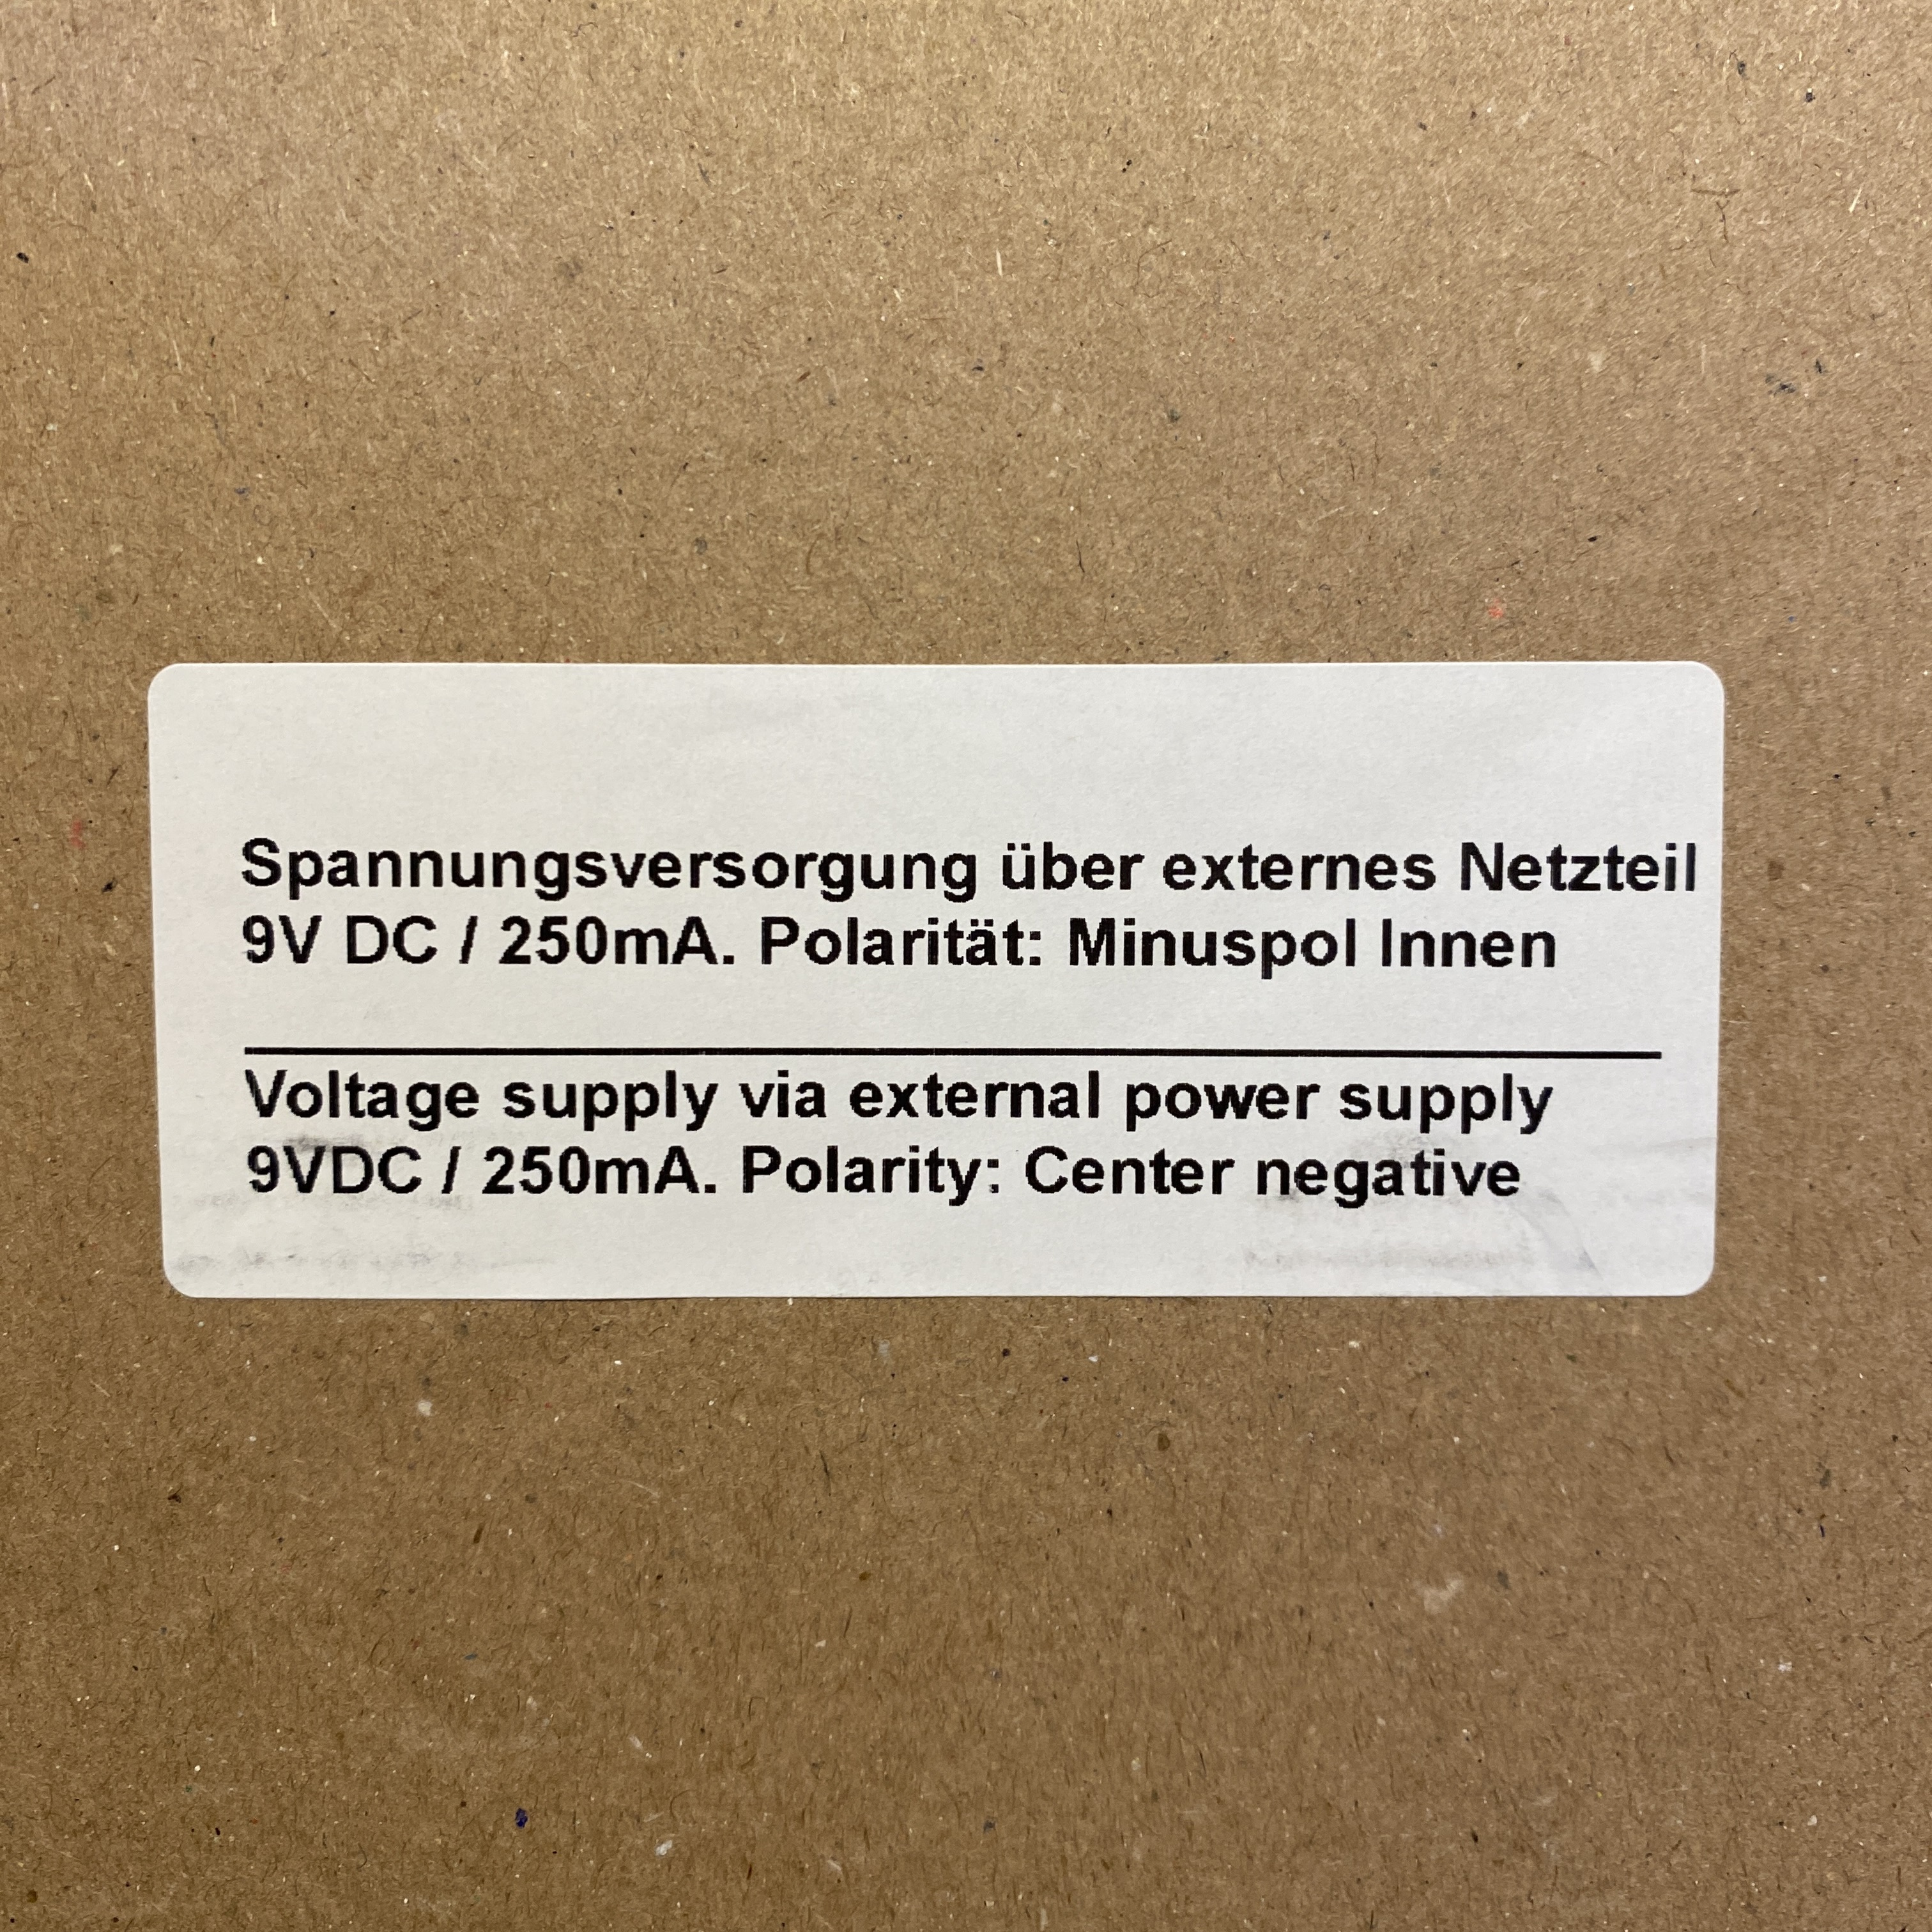 Spannungsversorgung über externes Netzteil
9V DC / 250mA. Polarität: Minuspol Innen
Voltage supply via external power supply
9VDC / 250mA. Polarity: Center negative